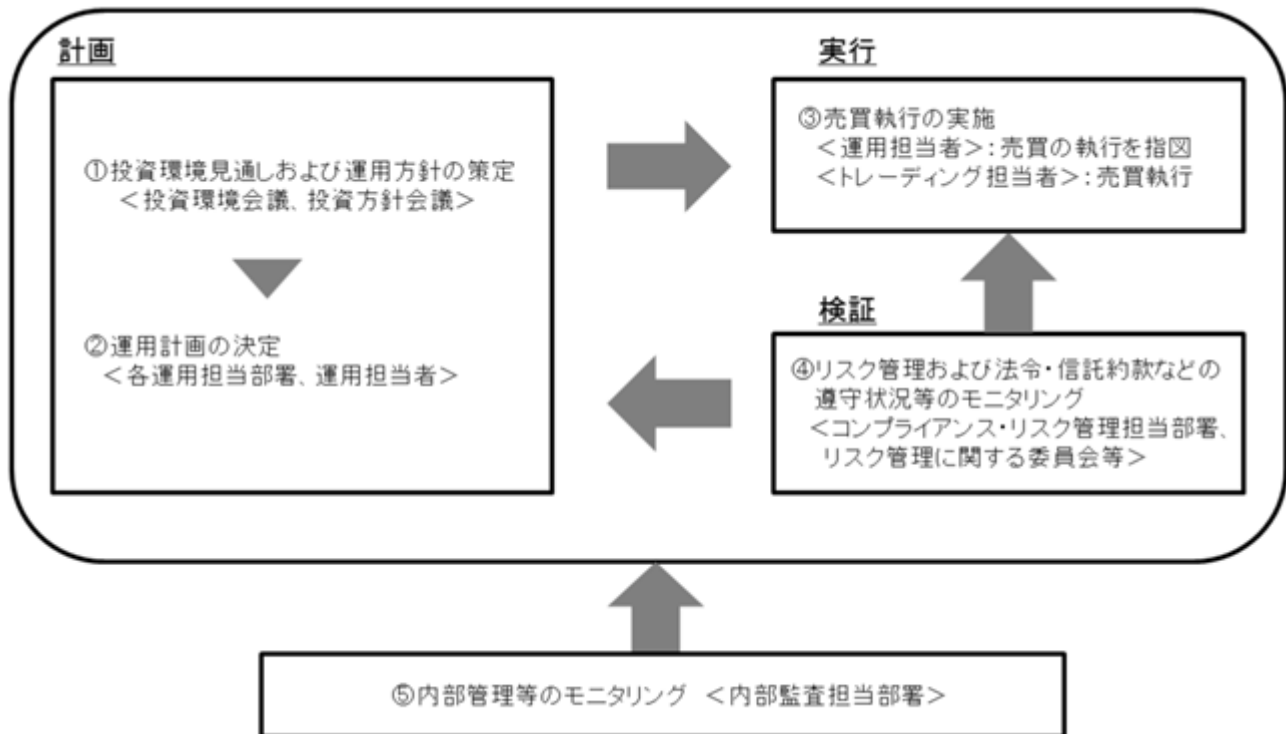 計画
①投資環境見通しおよび運用方針の策定
＜投資環境会議、投資方針会議＞
②運用計画の決定
＜各運用担当部署、運用担当者＞
実行
③売買執行の実施
＜運用担当者＞：売買の執行を指図
＜トレーディング担当者＞：売買執行
検証
④リスク管理および法令・信託約款などの
遵守状況等のモニタリング
＜コンプライアンス・リスク管理担当部署、
リスク管理に関する委員会等＞
⑤内部管理等のモニタリング ＜内部監査担当部署＞